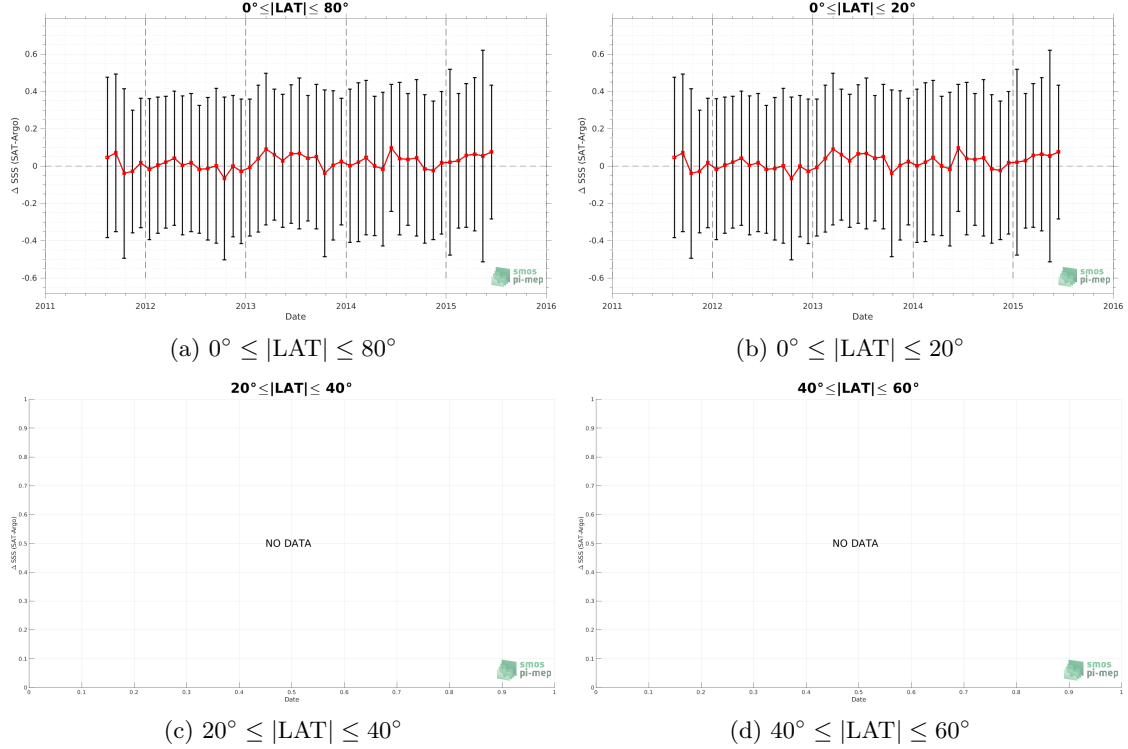 0°≤|LAT|≤ 80°
Δ SSS (SAT-Argo)
0.6
0.4
0.2
0
-0.2
-0.4
-0.6
2011 2012 2013 2014 2015 2016
Date
smos
pi-mep
(a) 0° ≤ |LAT| ≤ 80°
0°≤|LAT|≤ 20°
Δ SSS (SAT-Argo)
0.6
0.4
0.2
0
-0.2
-0.4
-0.6
2011 2012 2013 2014 2015 2016
Date
smos
pi-mep
(b) 0° ≤ |LAT| ≤ 20°
20°≤|LAT|≤ 40°
Δ SSS (SAT-Argo)
1
0.9
0.8
0.7
0.6
0.5
0.4
0.3
0.2
0.1
0
NO DATA
0 0.1 0.2 0.3 0.4 0.5 0.6 0.7 0.8 0.9 1
Date
smos
pi-mep
(c) 20° ≤ |LAT| ≤ 40°
40°≤|LAT|≤ 60°
Δ SSS (SAT-Argo)
1
0.9
0.8
0.7
0.6
0.5
0.4
0.3
0.2
0.1
0
NO DATA
0 0.1 0.2 0.3 0.4 0.5 0.6 0.7 0.8 0.9 1
Date
smos
pi-mep
(d) 40° ≤ |LAT| ≤ 60°